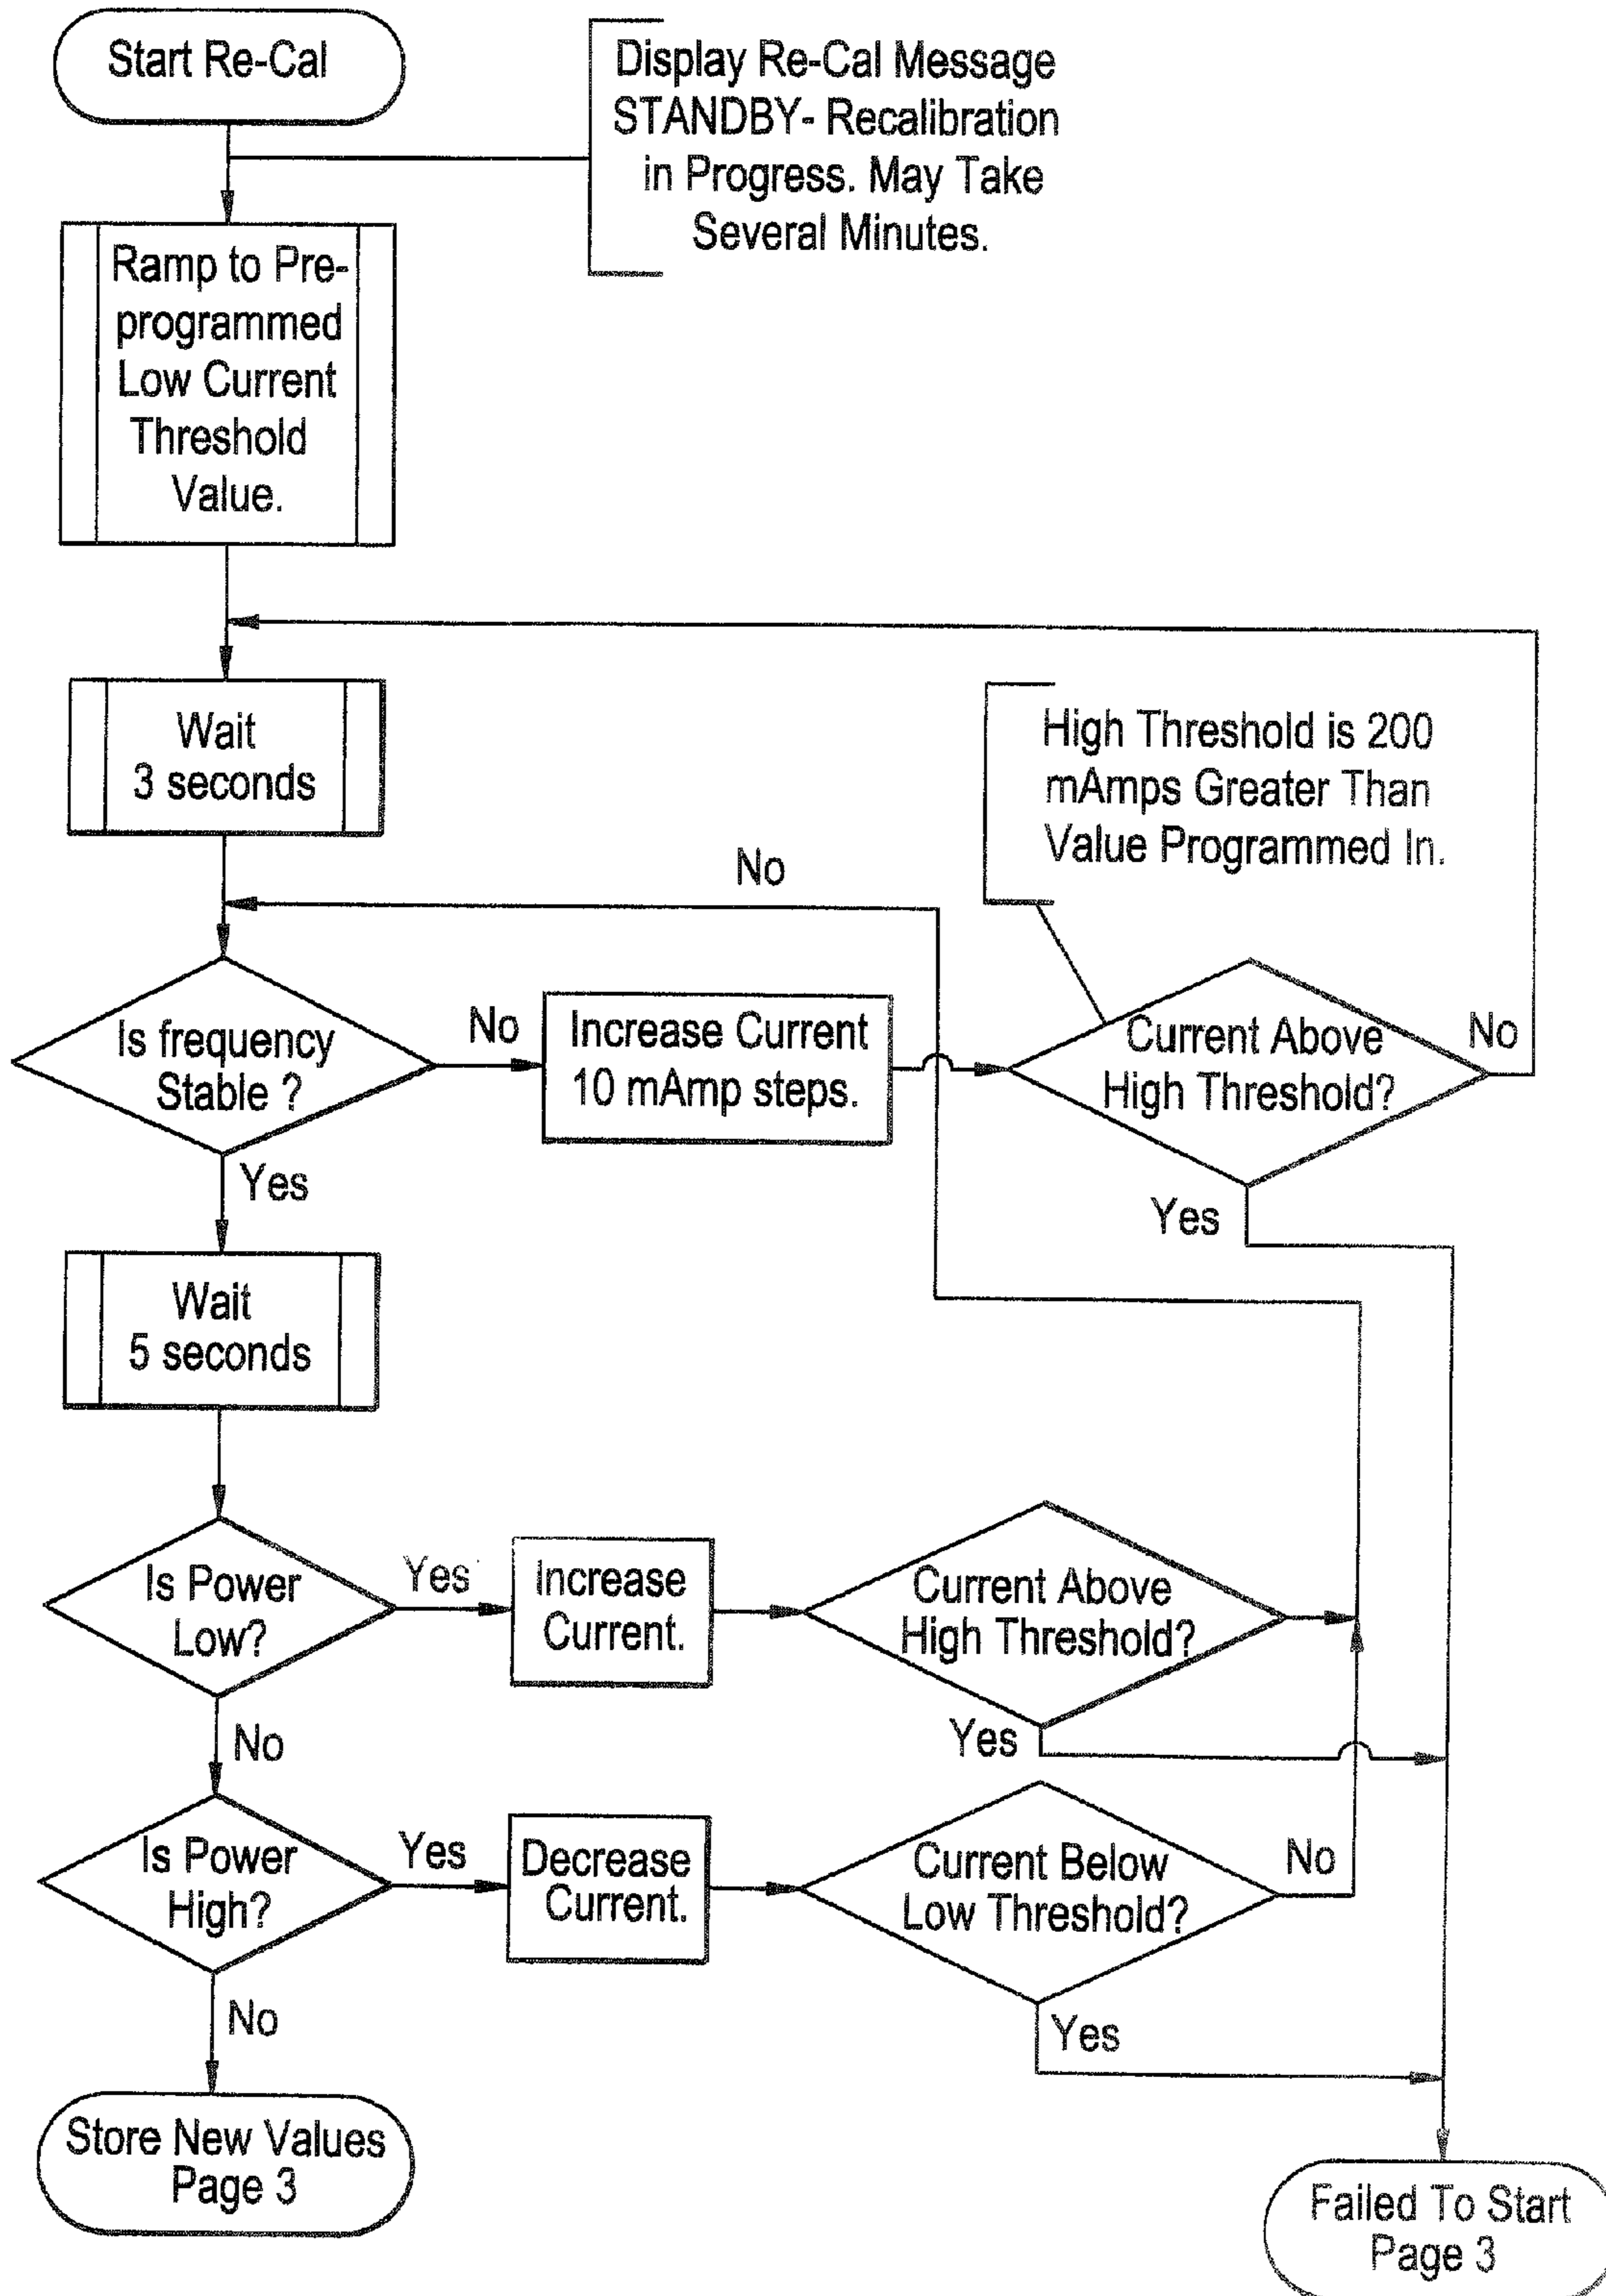 Start Re-Cal
Display Re-Cal Message
STANDBY- Recalibration
in Progress. May Take
Several Minutes.
Ramp to Pre-
programmed
Low Current
Threshold
Value.
Wait
3 seconds
High Threshold is 200
mAmps Greater Than
Value Programmed In.
No
Is frequency
Stable ?
No
Increase Current
10 mAmp steps.
Current Above
High Threshold?
No
Yes
Yes
Wait
5 seconds
Is Power
Low?
Yes
Increase
Current.
Current Above
High Threshold?
Yes
No
Is Power
High?
Yes
Decrease
Current.
Current Below
Low Threshold?
No
Yes
No
Store New Values
Page 3
Failed To Start
Page 3